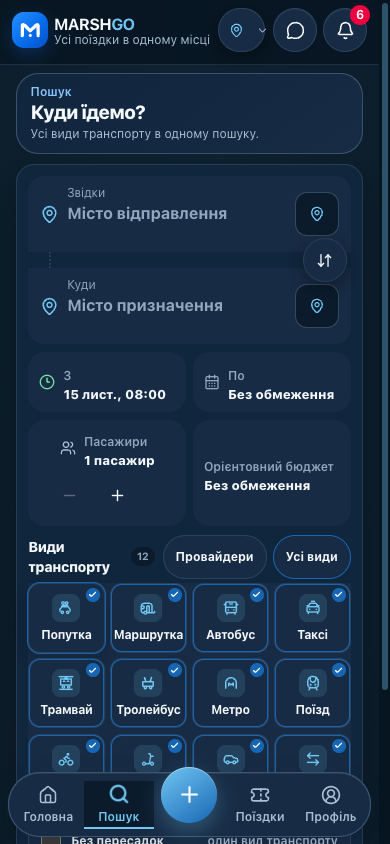 MARSHGO
Усі поїздки в одному місці
6
Пошук
Куди їдемо?
Усі види транспорту в одному пошуку.
Звідки
Місто відправлення
Куди
Місто призначення
З
15 лист., 08:00
По
Без обмеження
Пасажири
1 пасажир
Орієнтовний бюджет
Без обмеження
Види
транспорту
12
Провайдери
Усі види
Попутка
Маршрутка
Автобус
Таксі
Трамвай
Тролейбус
Метро
Поїзд
Головна
Пошук
Поїздки
Профіль
Без пересадок
один вид транспорту